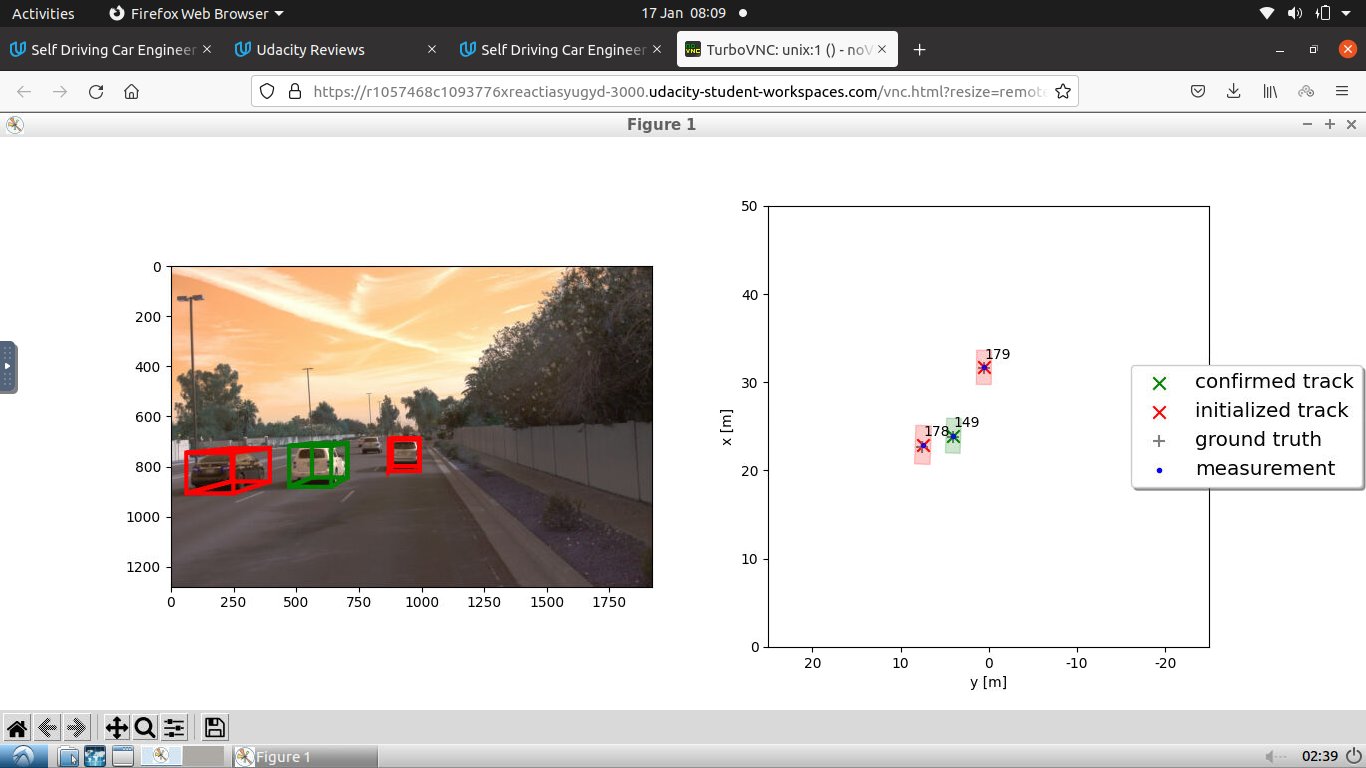 Activities
Firefox Web Browser
17 Jan 08:09
Self Driving Car Engineer
Udacity Reviews
Self Driving Car Engineer
VNC
TurboVNC: unix:1 () - noV
https://r1057468c1093776xreactiasyugyd-3000.udacity-student-workspaces.com/vnc.html?resize=remote
Figure 1
0
200
400
600
800
1000
1200
0
250
500
750
1000
1250
1500
1750
50
40
30
20
10
0
x [m]
20
10
0
-10
-20
y [m]
179
149
178
confirmed track
initialized track
ground truth
measurement
Figure 1
02:39